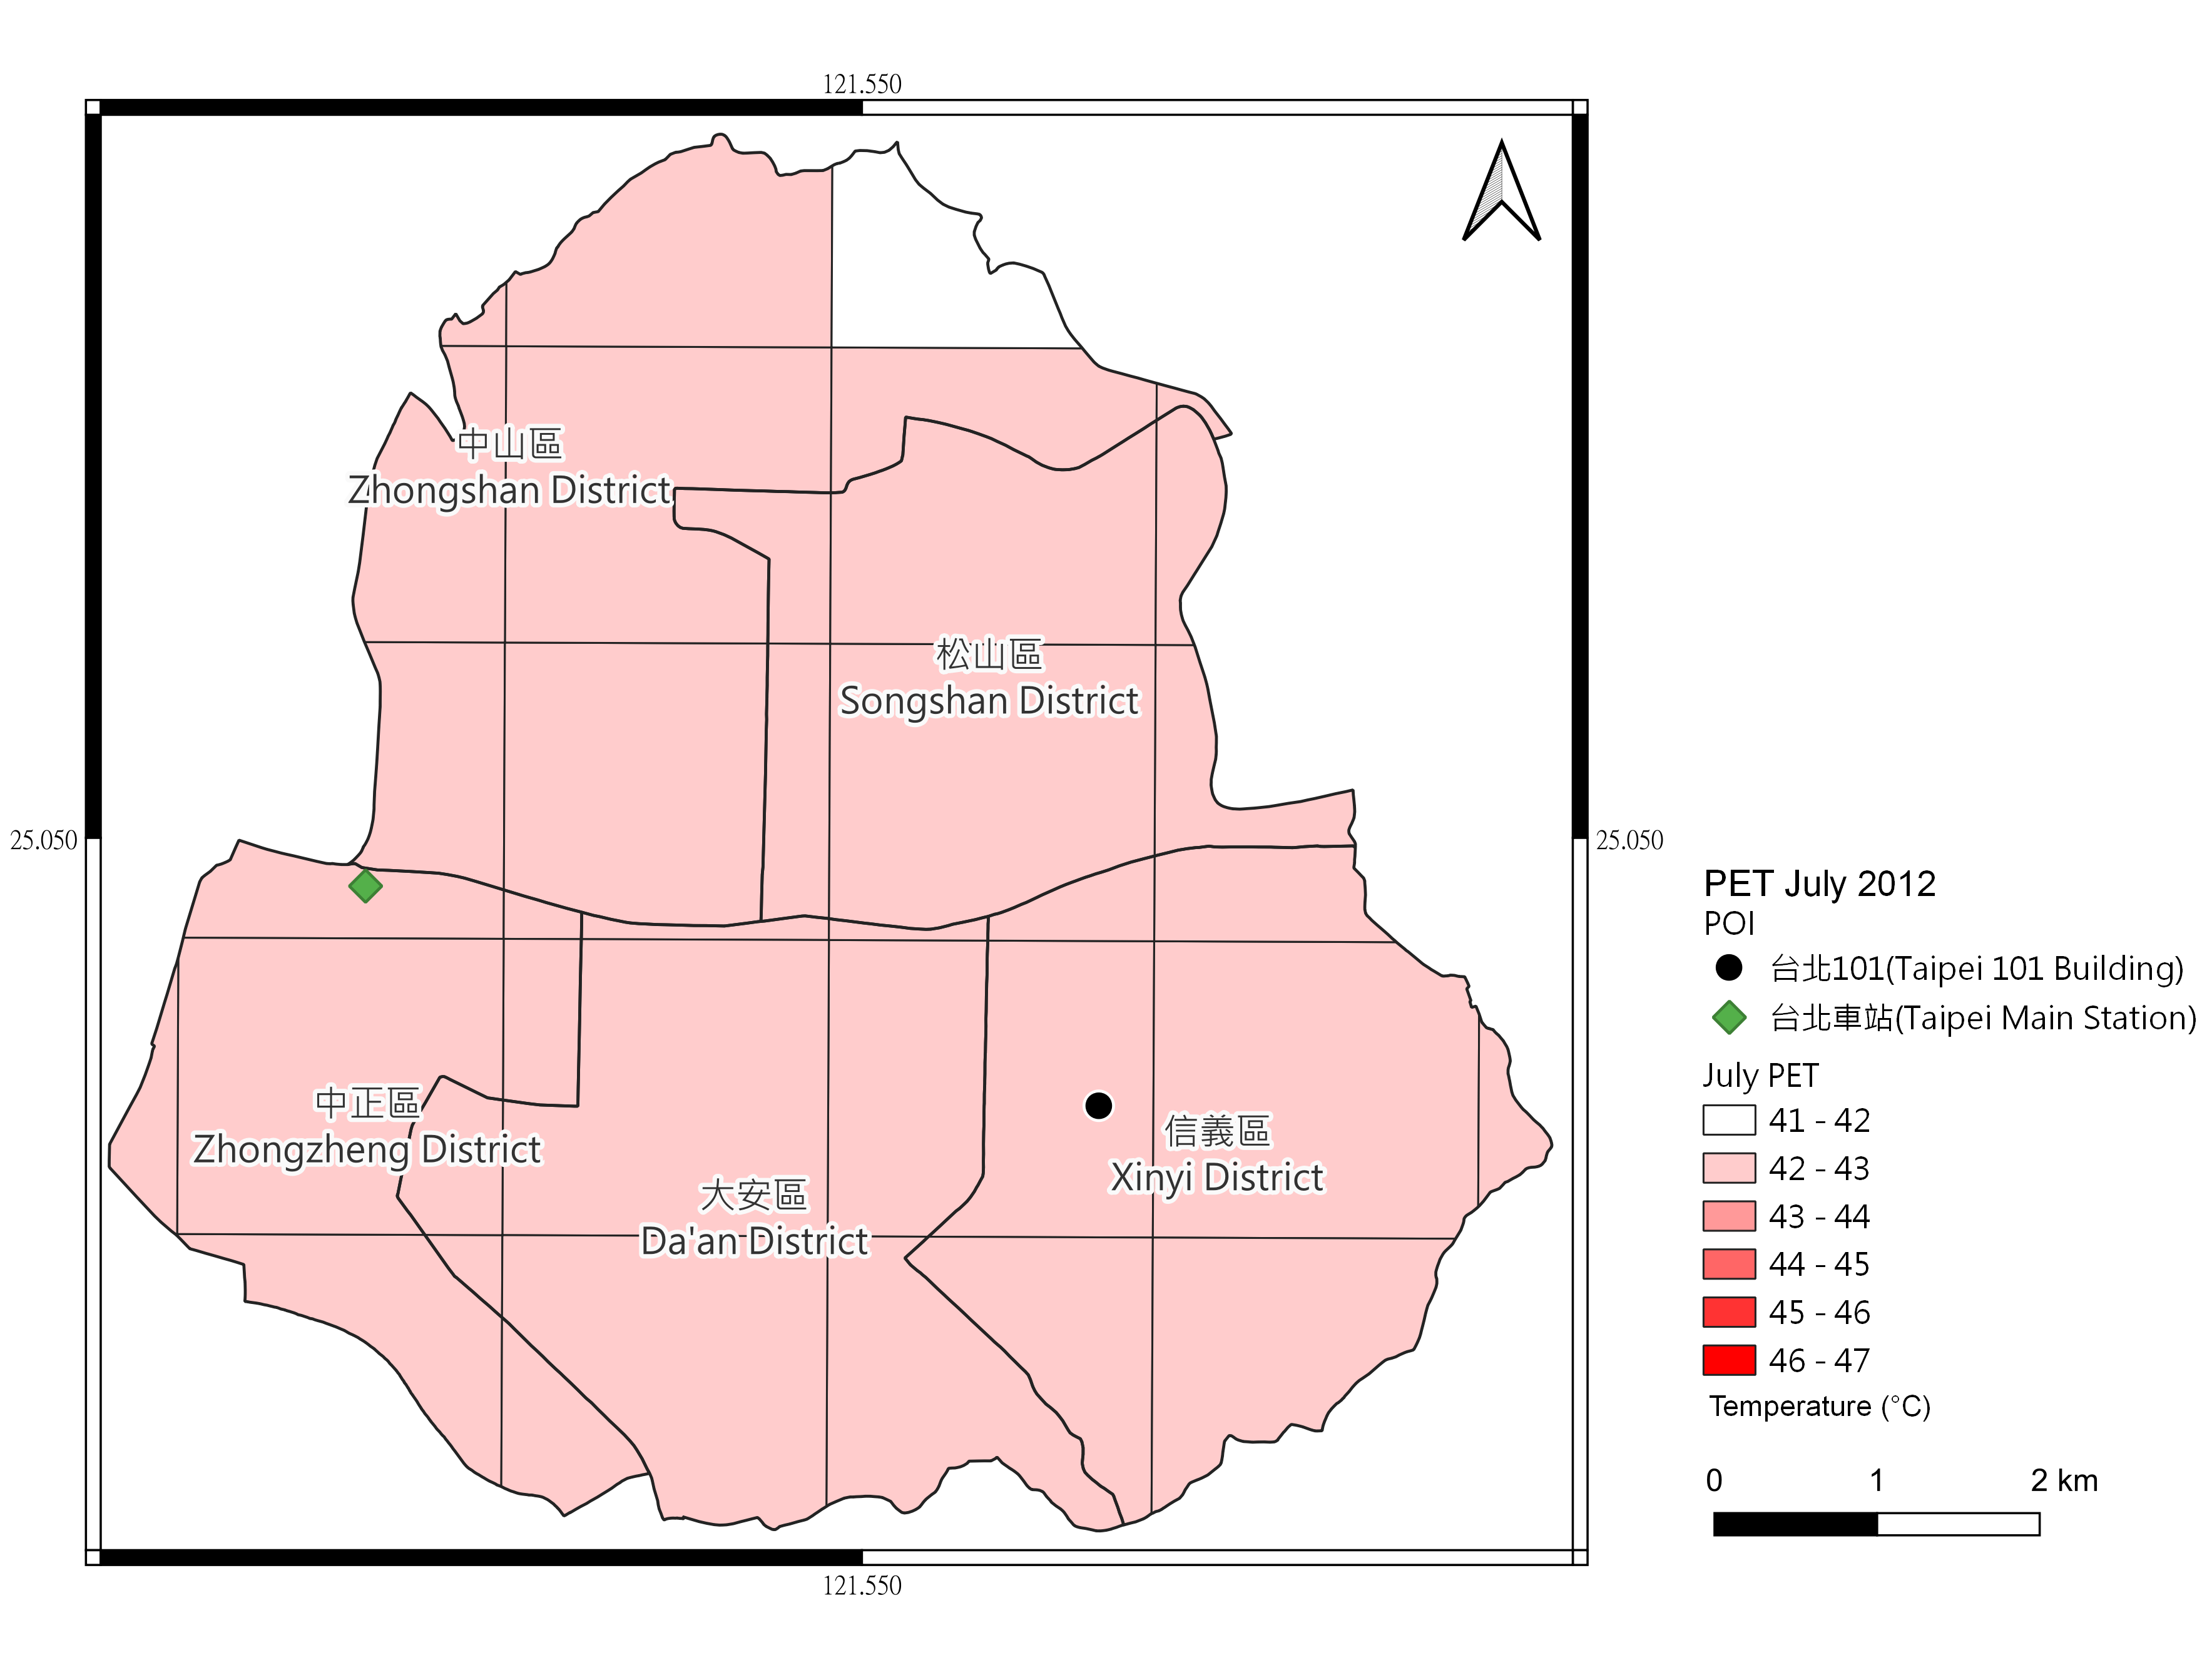 121.550
中山區
Zhongshan District
松山區
Songshan District
25.050
25.050
中正區
Zhongzheng District
大安區
Da'an District
信義區
Xinyi District
121.550
PET July 2012
POI
台北101(Taipei 101 Building)
台北車站(Taipei Main Station)
July PET
41 - 42
42 - 43
43 - 44
44 - 45
45 - 46
46 - 47
Temperature (°C)
0 1 2 km